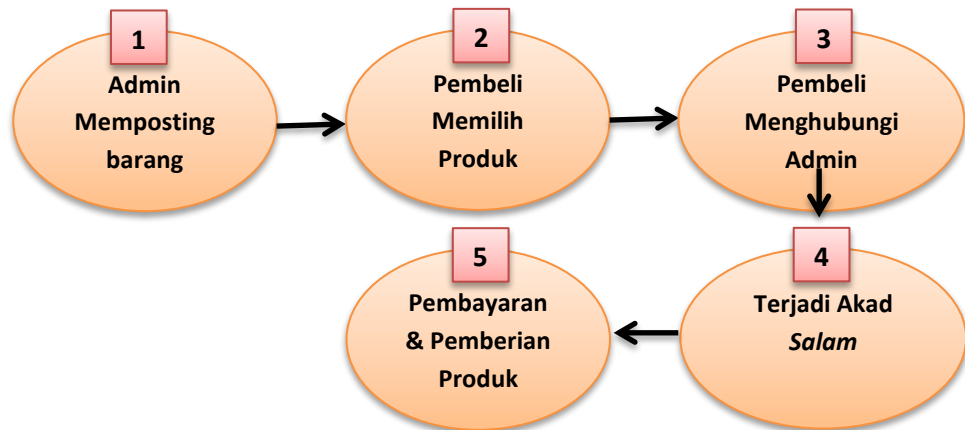 1
Admin
Memposting
barang
2
Pembeli
Memilih
Produk
3
Pembeli
Menghubungi
Admin
4
Terjadi Akad
Salam
5
Pembayaran
& Pemberian
Produk